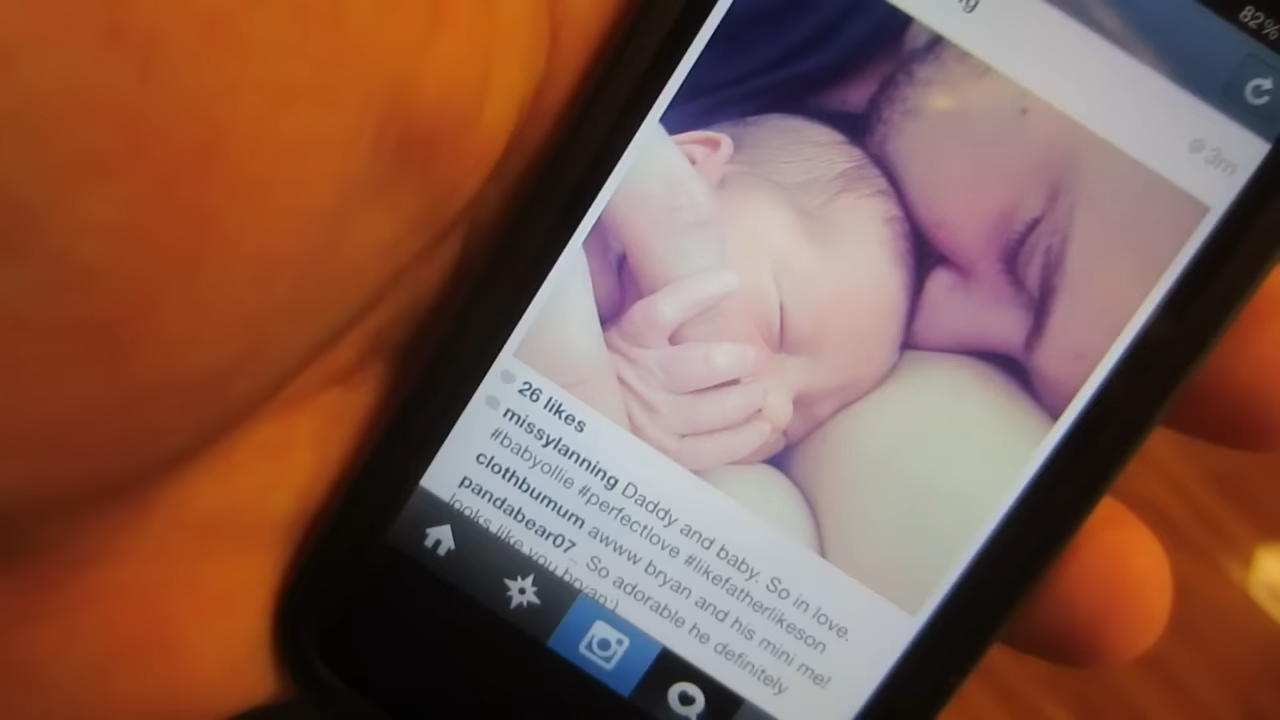 82%
3m
26 likes
missylanning Daddy and baby. So in love.
#babyollie #perfectlove #likefatherlikeson
clothbumum awww bryan and his mini me!
pandabear07 So adorable he definitely
looks like you bryan:)